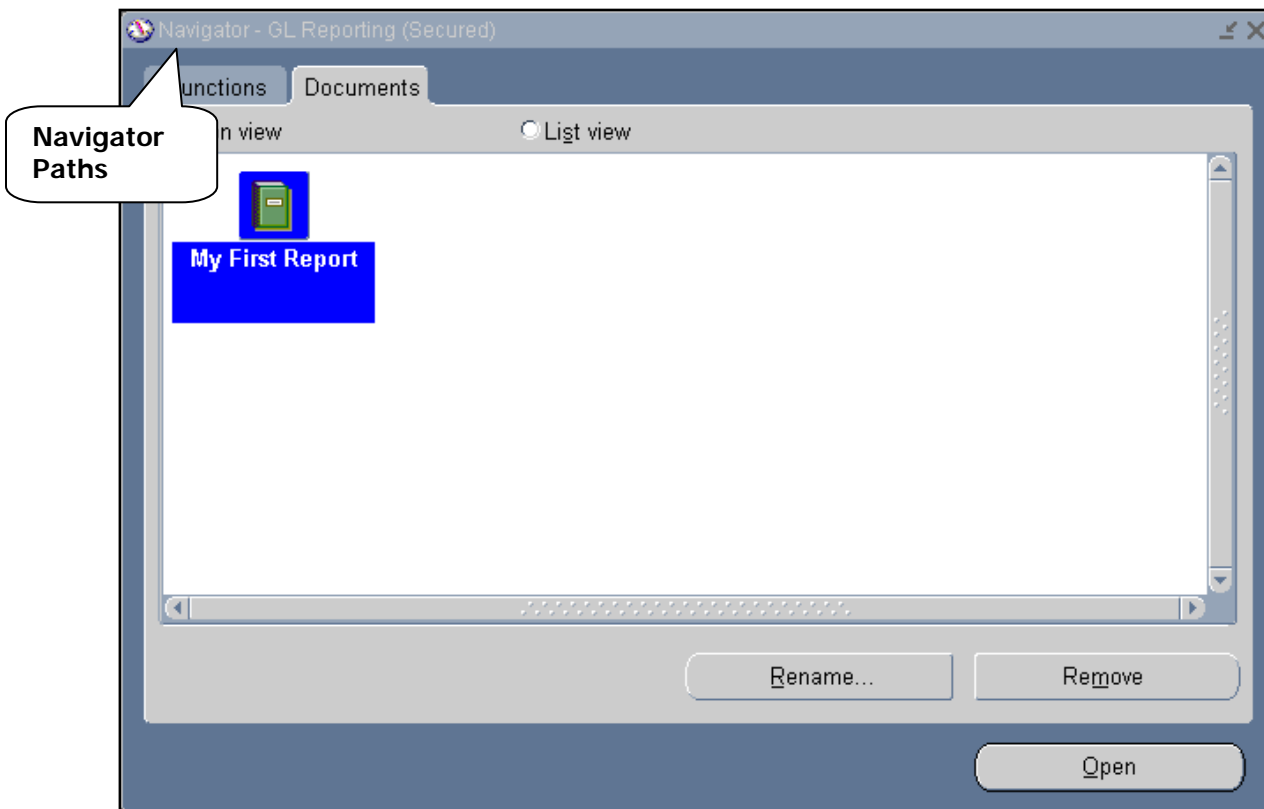 Navigator - GL Reporting (Secured)
unctions Documents
Navigator
Paths
n view List view
My First Report
Rename... Remove
Open